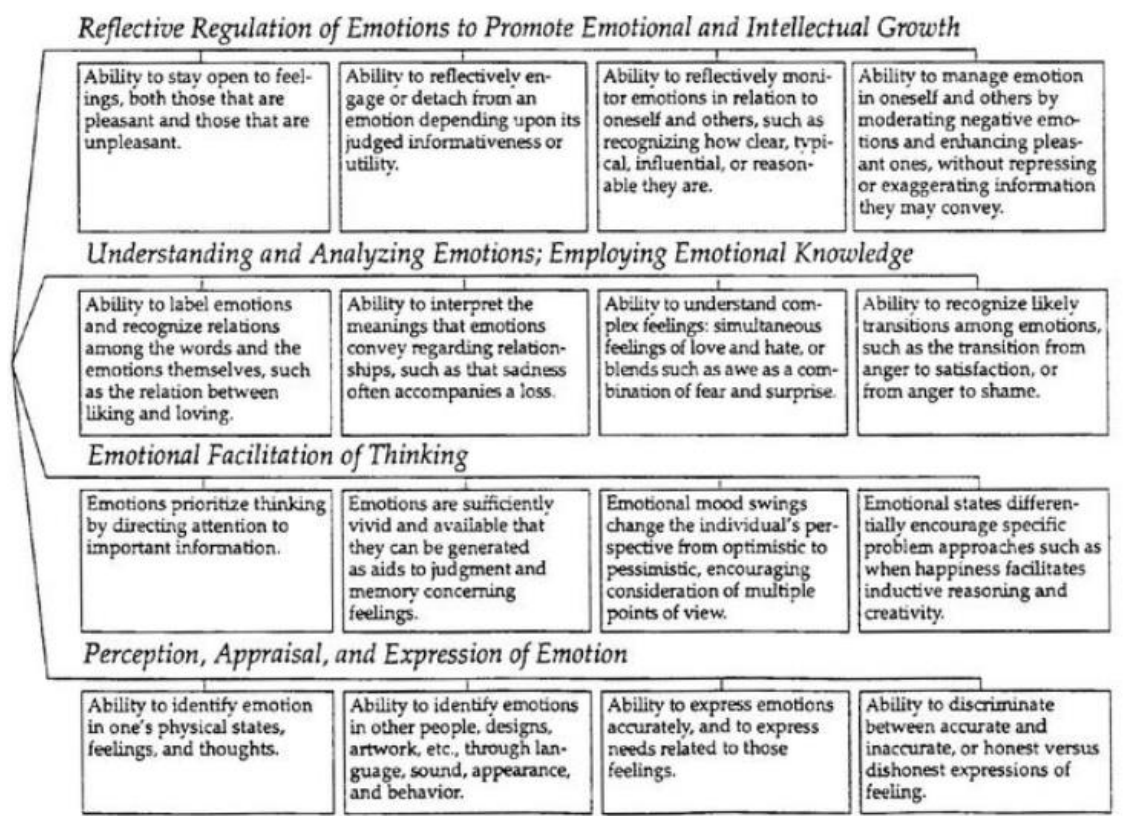 Reflective Regulation of Emotions to Promote Emotional and Intellectual Growth
Ability to stay open to feel-
ings, both those that are
pleasant and those that are
unpleasant.
Ability to reflectively en-
gage or detach from an
emotion depending upon its
judged informativeness or
utility.
Ability to reflectively moni-
tor emotions in relation to
oneself and others, such as
recognizing how clear, typi-
cal, influential, or reason-
able they are.
Ability to manage emotion
in oneself and others by
moderating negative emo-
tions and enhancing pleas-
ant ones, without repressing
or exaggerating information
they may convey.
Understanding and Analyzing Emotions; Employing Emotional Knowledge
Ability to label emotions
and recognize relations
among the words and the
emotions themselves, such
as the relation between
liking and loving.
Ability to interpret the
meanings that emotions
convey regarding relation-
ships, such as that sadness
often accompanies a loss.
Ability to understand com-
plex feelings: simultaneous
feelings of love and hate, or
blends such as awe as a com-
bination of fear and surprise.
Ability to recognize likely
transitions among emotions,
such as the transition from
anger to satisfaction, or
from anger to shame.
Emotional Facilitation of Thinking
Emotions prioritize thinking
by directing attention to
important information.
Emotions are sufficiently
vivid and available that
they can be generated
as aids to judgment and
memory concerning
feelings.
Emotional mood swings
change the individual's per-
spective from optimistic to
pessimistic, encouraging
consideration of multiple
points of view.
Emotional states differen-
tially encourage specific
problem approaches such as
when happiness facilitates
inductive reasoning and
creativity.
Perception, Appraisal, and Expression of Emotion
Ability to identify emotion
in one's physical states,
feelings, and thoughts.
Ability to identify emotions
in other people, designs,
artwork, etc., through lan-
guage, sound, appearance,
and behavior.
Ability to express emotions
accurately, and to express
needs related to those
feelings.
Ability to discriminate
between accurate and
inaccurate, or honest versus
dishonest expressions of
feeling.